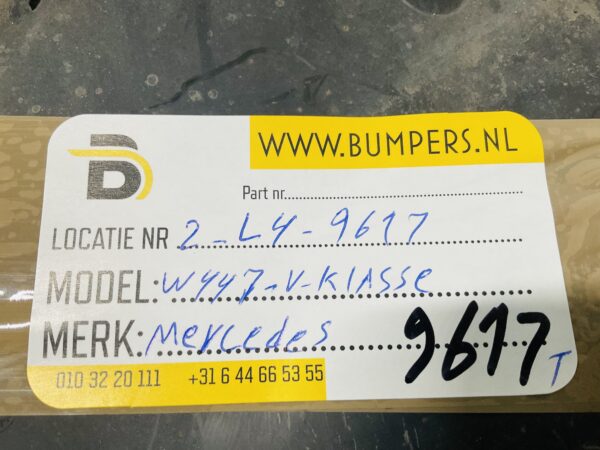 B
WWW.BUMPERS.NL
Part nr.....................
LOCATIE NR 2-L4-9617
MODEL: W447-V-KlASSe
MERK: Mercedes
9617 T
010 32 20 111 +31 6 44 66 53 55